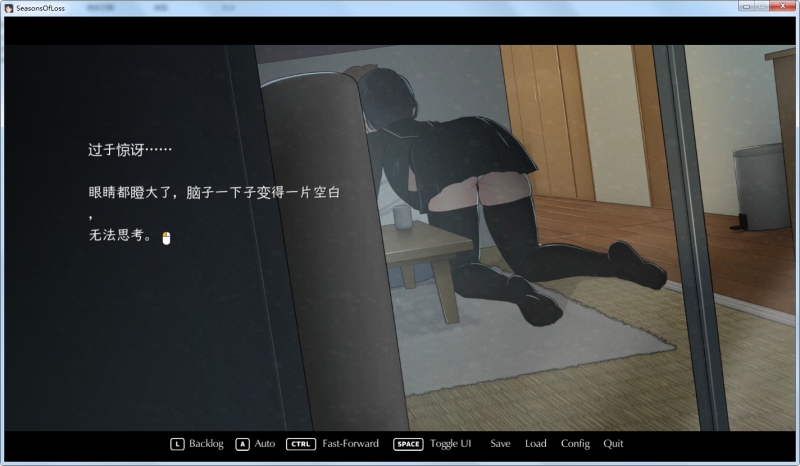 SeasonsOfLoss
过于惊讶……
眼睛都瞪大了，脑子一下子变得一片空白
，
无法思考。
L Backlog A Auto CTRL Fast-Forward SPACE Toggle UI Save Load Config Quit